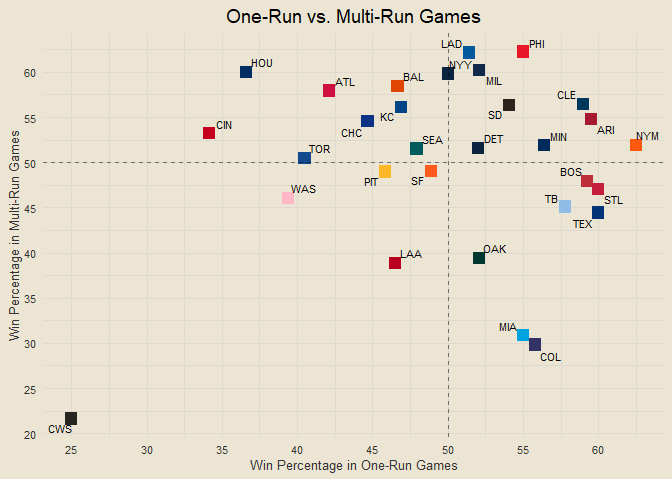 One-Run vs. Multi-Run Games
LAD
PHI
NYY
HOU
60
MIL
BAL
ATL
CLE
SD
KC
55
CIN
CHC
ARI
NYM
SEA
DET
MIN
TOR
50
BOS
PIT
SF
WAS
STL
TB
45
TEX
OAK
LAA
40
35
MIA
30
COL
25
CWS
20
25
30
35
40
45
50
55
60
Win Percentage in One-Run Games
Win Percentage in Multi-Run Games